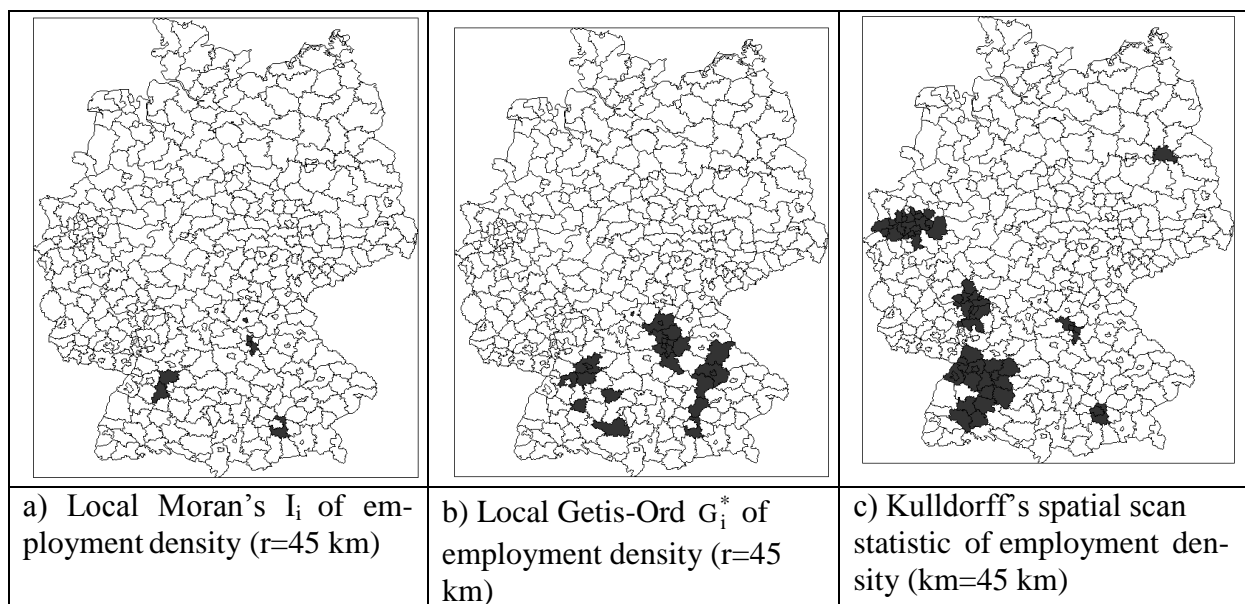 a) Local Moran’s Ii of em-
ployment density (r=45 km)
b) Local Getis-Ord G*i of
employment density (r=45
km)
c) Kulldorff’s spatial scan
statistic of employment den-
sity (km=45 km)